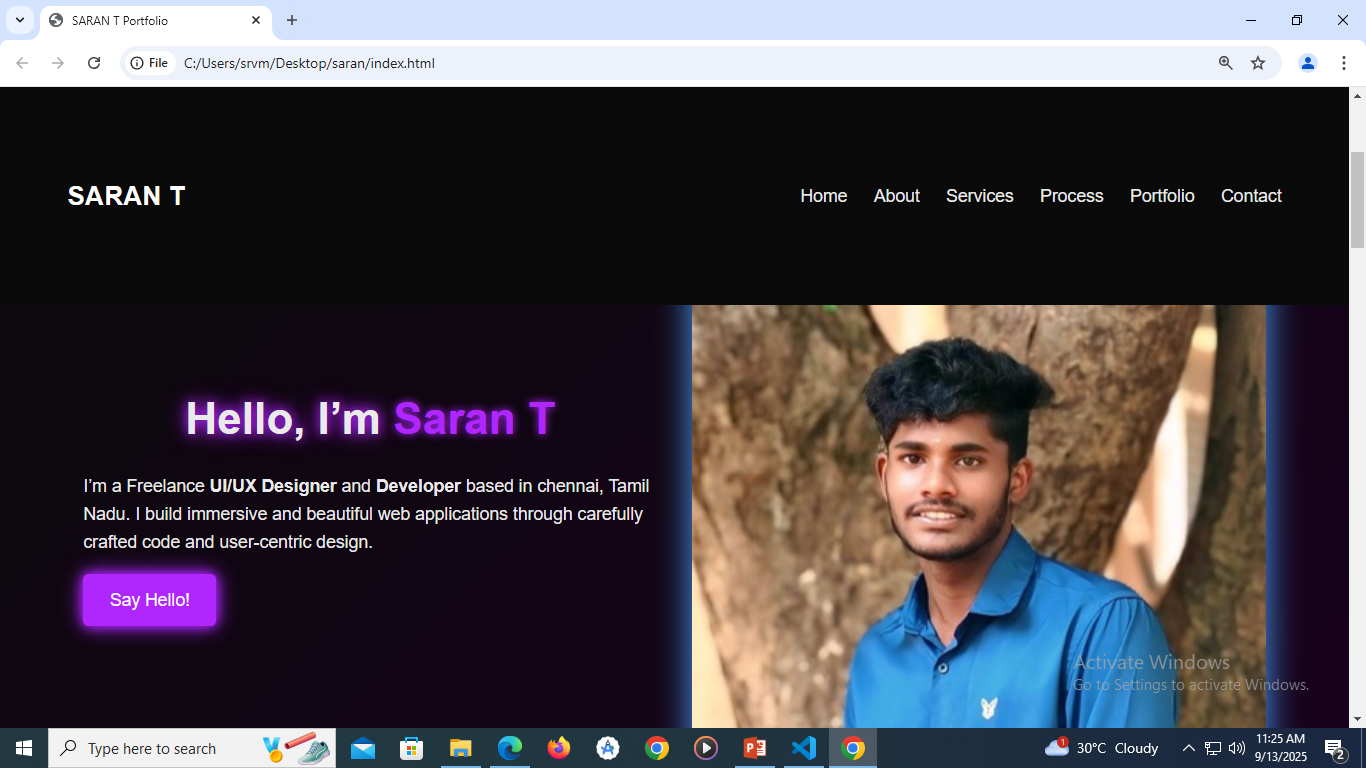 SARAN T Portfolio
File C:/Users/srvm/Desktop/saran/index.html
SARAN T
Home About Services Process Portfolio Contact
Hello, I’m Saran T
I’m a Freelance UI/UX Designer and Developer based in chennai, Tamil
Nadu. I build immersive and beautiful web applications through carefully
crafted code and user-centric design.
Say Hello!
Activate Windows
Go to Settings to activate Windows.
Type here to search
1
30°C Cloudy
11:25 AM
9/13/2025
2